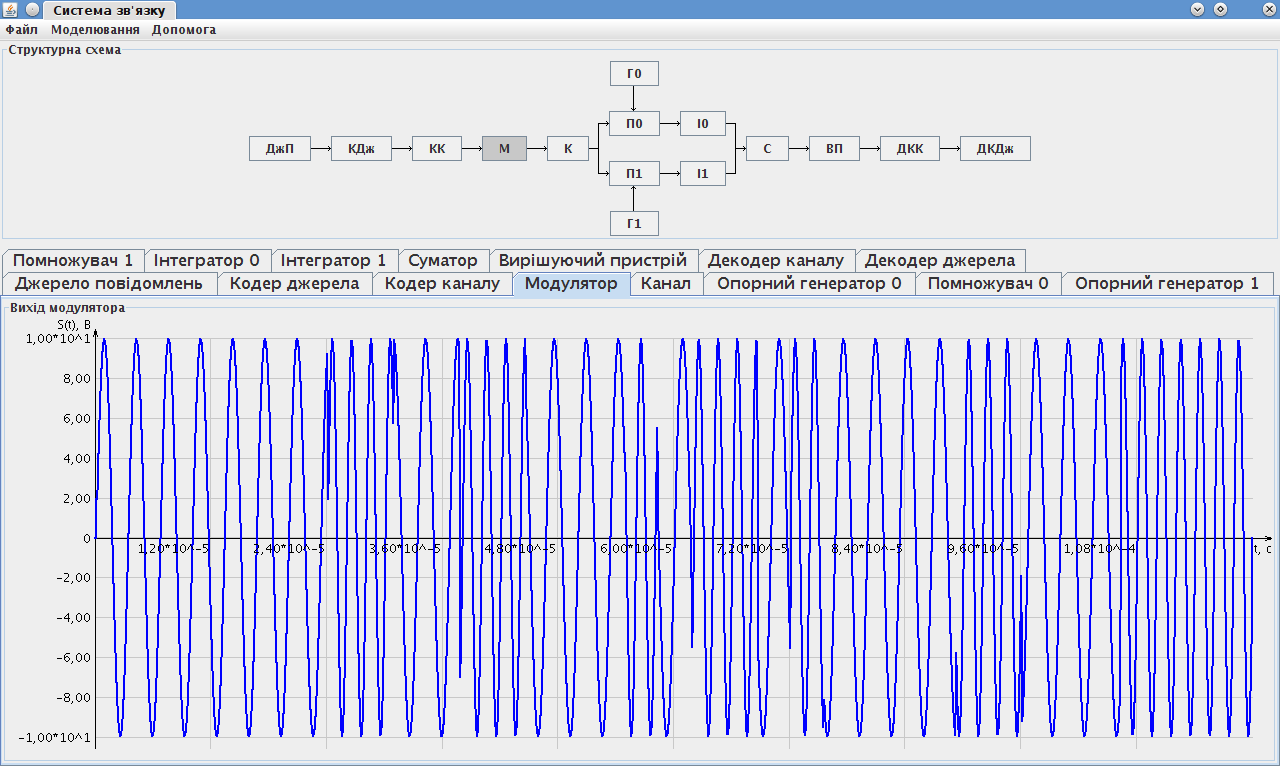 Система зв'язку
Файл Моделювання Допомога
Структурна схема
Г0
П0 І0
ДжП КДж КК М К С ВП ДКК ДКДж
П1 І1
Г1
Помножувач 1 Інтегратор 0 Інтегратор 1 Суматор Вирішуючий пристрій Декодер каналу Декодер джерела
Джерело повідомлень Кодер джерела Кодер каналу Модулятор Канал Опорний генератор 0 Помножувач 0 Опорний генератор 1
Вихід модулятора
S(t), В
1,00*10^1
8,00
6,00
4,00
2,00
0
1,20*10^-5 2,40*10^-5 3,60*10^-5 4,80*10^-5 6,00*10^-5 7,20*10^-5 8,40*10^-5 9,60*10^-5 1,08*10^-4 t, с
-2,00
-4,00
-6,00
-8,00
-1,00*10^1